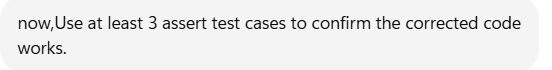 now,Use at least 3 assert test cases to confirm the corrected code
works.